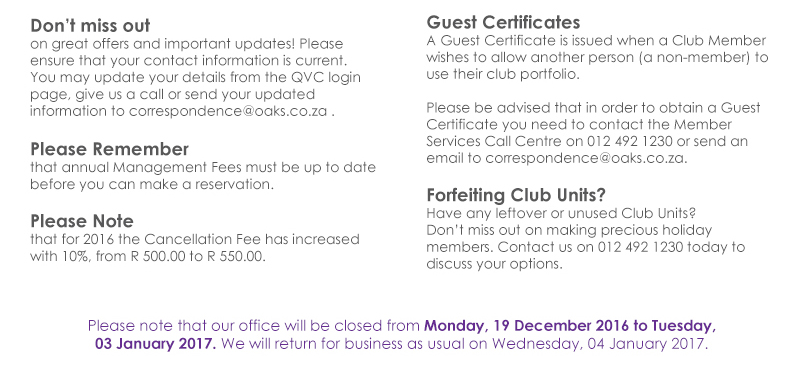 Don't miss out
on great offers and important updates! Please
ensure that your contact information is current.
You may update your details from the QVC login
page, give us a call or send your updated
information to correspondence@oaks.co.za .
Please Remember
that annual Management Fees must be up to date
before you can make a reservation.
Please Note
that for 2016 the Cancellation Fee has increased
with 10%, from R 500.00 to R 550.00.
Guest Certificates
A Guest Certificate is issued when a Club Member
wishes to allow another person (a non-member) to
use their club portfolio.
Please be advised that in order to obtain a Guest
Certificate you need to contact the Member
Services Call Centre on 012 492 1230 or send an
email to correspondence@oaks.co.za.
Forfeiting Club Units?
Have any leftover or unused Club Units?
Don't miss out on making precious holiday
members. Contact us on 012 492 1230 today to
discuss your options.
Please note that our office will be closed from Monday, 19 December 2016 to Tuesday,
03 January 2017. We will return for business as usual on Wednesday, 04 January 2017.